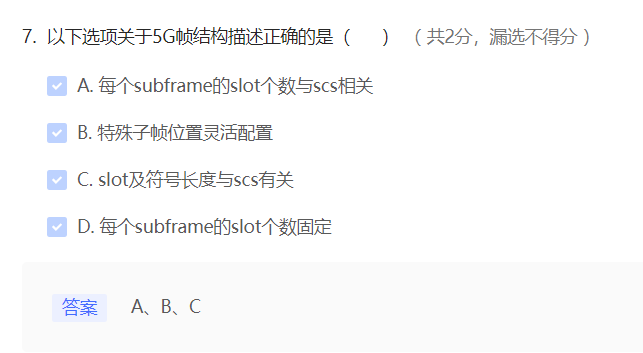 7. 以下选项关于5G帧结构描述正确的是（　　）（ 共2分，漏选不得分 ）
A. 每个subframe的slot个数与scs相关
B. 特殊子帧位置灵活配置
C. slot及符号长度与scs有关
D. 每个subframe的slot个数固定
答案 A、B、C